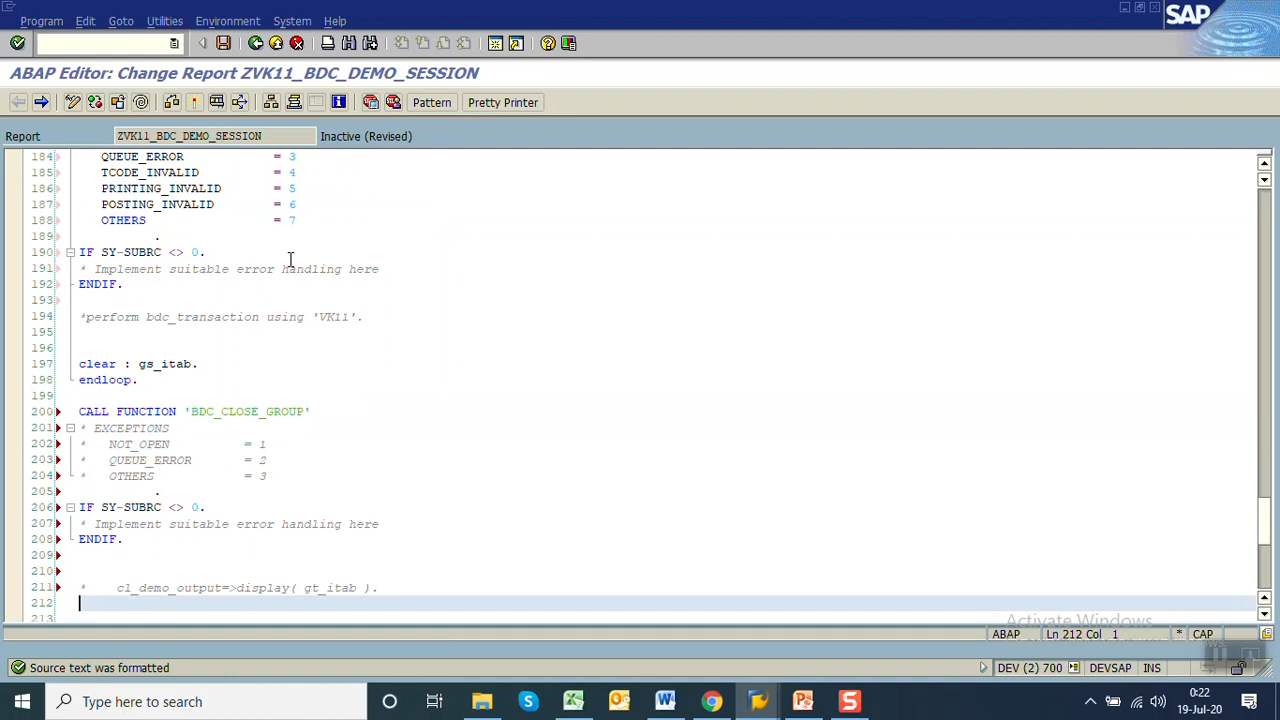 Program Edit Goto Utilities Environment System Help
SAP
ABAP Editor: Change Report ZVK11_BDC_DEMO_SESSION
Pattern Pretty Printer
Report ZVK11_BDC_DEMO_SESSION Inactive (Revised)
184 QUEUE_ERROR = 3
185 TCODE_INVALID = 4
186 PRINTING_INVALID = 5
187 POSTING_INVALID = 6
188 OTHERS = 7
189 .
190 IF SY-SUBRC <> 0.
191 * Implement suitable error handling here
192 ENDIF.
193
194 *perform bdc_transaction using 'VK11'.
195
196
197 clear : gs_itab.
198 endloop.
199
200 CALL FUNCTION 'BDC_CLOSE_GROUP'
201 * EXCEPTIONS
202 * NOT_OPEN = 1
203 * QUEUE_ERROR = 2
204 * OTHERS = 3
205 .
206 IF SY-SUBRC <> 0.
207 * Implement suitable error handling here
208 ENDIF.
209
210
211 * cl_demo_output=>display( gt_itab ).
212
213
Activate Windows
ABAP Ln 212 Col 1 * CAP
Source text was formatted DEV (2) 700 DEVSAP INS
Type here to search
0:22
19-Jul-20